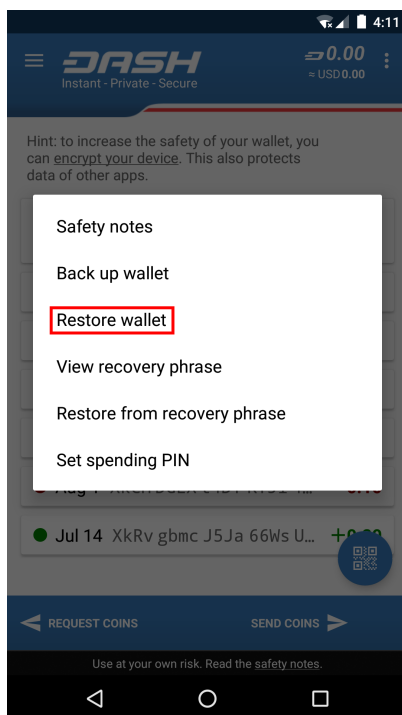 4:11
DASH
Instant - Private - Secure
0.00
≈ USD 0.00
Hint: to increase the safety of your wallet, you
can encrypt your device. This also protects
data of other apps.
Safety notes
Back up wallet
Restore wallet
View recovery phrase
Restore from recovery phrase
Set spending PIN
Jul 14 XkRv gbmc J5Ja 66Ws U…
REQUEST COINS
SEND COINS
Use at your own risk. Read the safety notes.